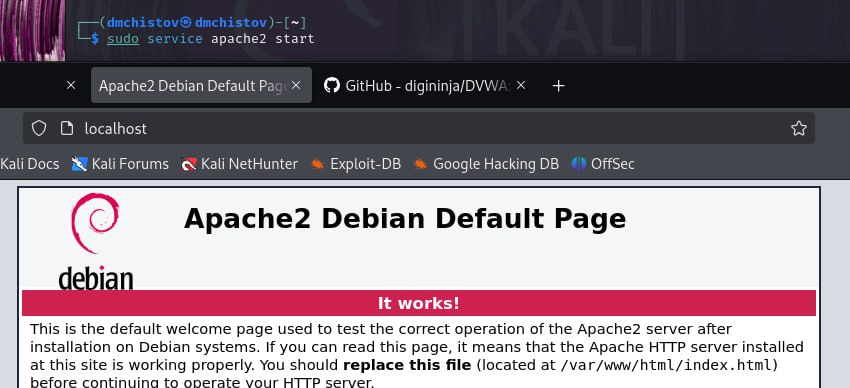 (dmchistov㉿dmchistov)-[~]
$ sudo service apache2 start
KALI
Apache2 Debian Default Pag
GitHub - digininja/DVWA:
localhost
Kali Docs Kali Forums Kali NetHunter Exploit-DB Google Hacking DB OffSec
Apache2 Debian Default Page
debian
It works!
This is the default welcome page used to test the correct operation of the Apache2 server after
installation on Debian systems. If you can read this page, it means that the Apache HTTP server installed
at this site is working properly. You should replace this file (located at /var/www/html/index.html)
before continuing to operate your HTTP server.